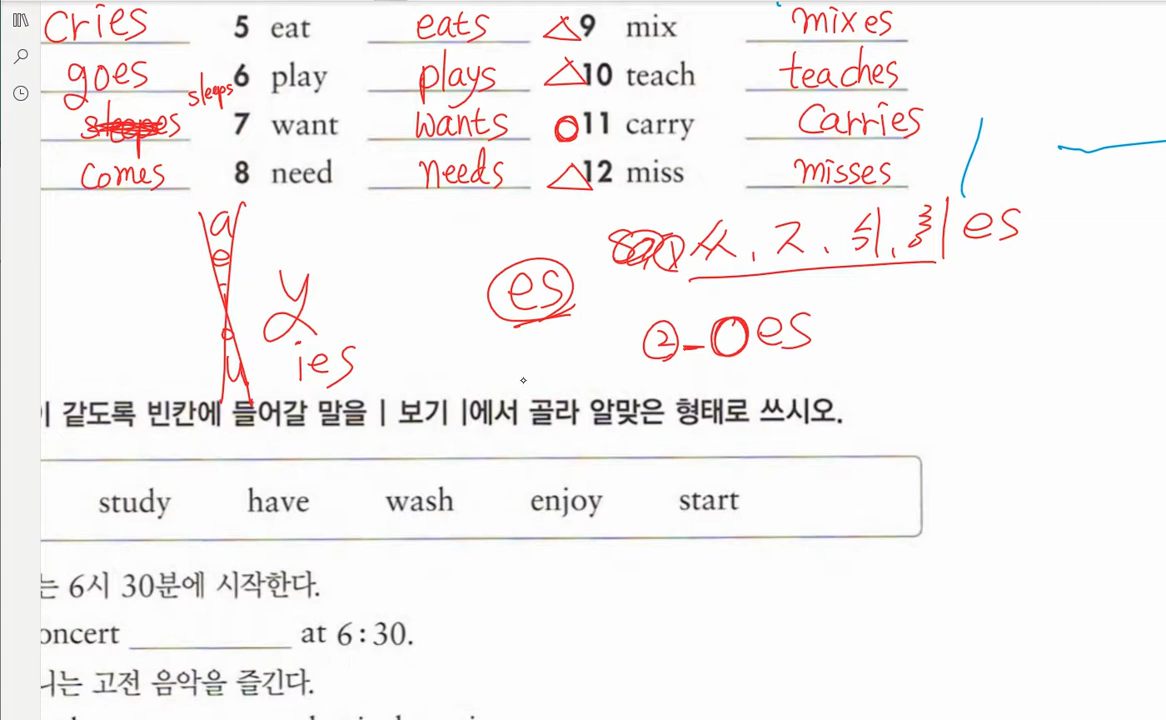 cries 5 eat eats △9 mix mixes
goes sleeps 6 play plays △10 teach teaches
7 want wants O11 carry carries
comes 8 need needs △12 miss misses
a
e
i
o
u
y
ies
es
ㅆ, ㅈ, 쉬, 취 es
② -Oes
같도록 빈칸에 들어갈 말을 | 보기 |에서 골라 알맞은 형태로 쓰시오.
study have wash enjoy start
는 6시 30분에 시작한다.
oncert __________ at 6:30.
니는 고전 음악을 즐긴다.